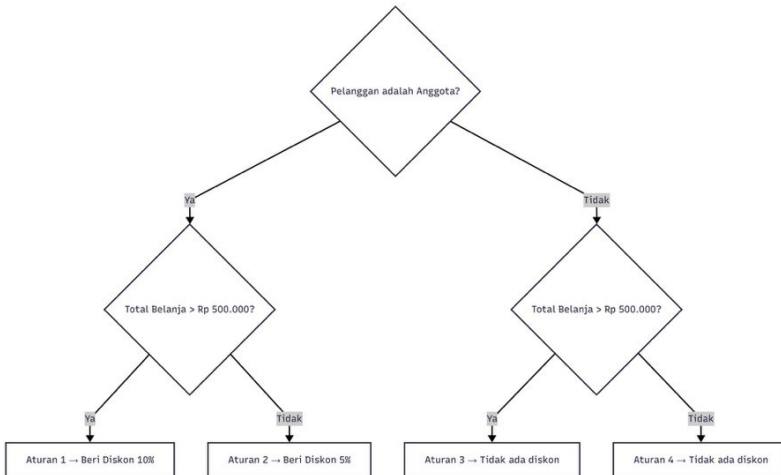 Pelanggan adalah Anggota?
Ya
Tidak
Total Belanja > Rp 500.000?
Total Belanja > Rp 500.000?
Ya
Tidak
Ya
Tidak
Aturan 1 → Beri Diskon 10%
Aturan 2 → Beri Diskon 5%
Aturan 3 → Tidak ada diskon
Aturan 4 → Tidak ada diskon